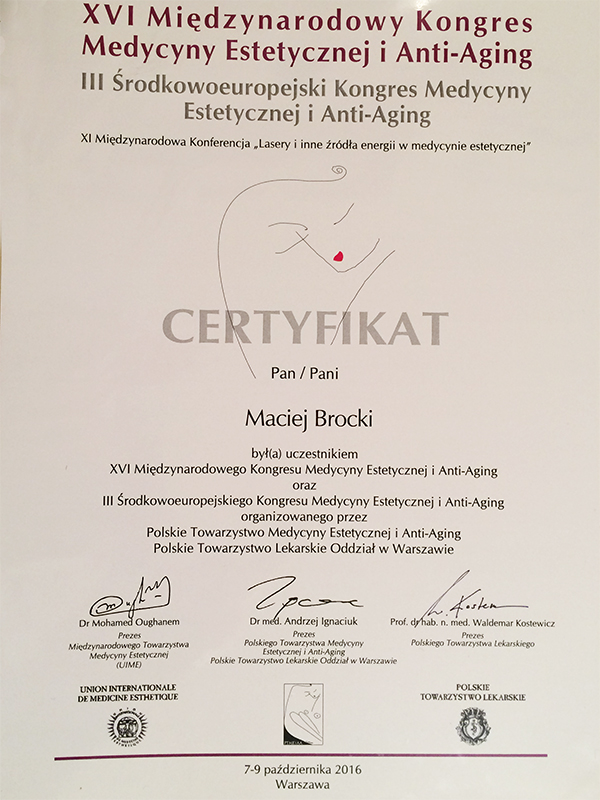 XVI Międzynarodowy Kongres
Medycyny Estetycznej i Anti-Aging
III Środkowoeuropejski Kongres Medycyny
Estetycznej i Anti-Aging
XI Międzynarodowa Konferencja „Lasery i inne źródła energii w medycynie estetycznej”
CERTYFIKAT
Pan / Pani
Maciej Brocki
był(a) uczestnikiem
XVI Międzynarodowego Kongresu Medycyny Estetycznej i Anti-Aging
oraz
III Środkowoeuropejskiego Kongresu Medycyny Estetycznej i Anti-Aging
organizowanego przez
Polskie Towarzystwo Medycyny Estetycznej i Anti-Aging
Polskie Towarzystwo Lekarskie Oddział w Warszawie
Dr Mohamed Oughanem
Prezes
Międzynarodowego Towarzystwa
Medycyny Estetycznej
(UIME)
Dr med. Andrzej Ignaciuk
Prezes
Polskiego Towarzystwa Medycyny
Estetycznej i Anti-Aging
Polskie Towarzystwo Lekarskie Oddział w Warszawie
Prof. dr hab. n. med. Waldemar Kostewicz
Prezes
Polskiego Towarzystwa Lekarskiego
UNION INTERNATIONALE
DE MEDICINE ESTHETIQUE
POLSKIE
TOWARZYSTWO LEKARSKIE
7-9 października 2016
Warszawa